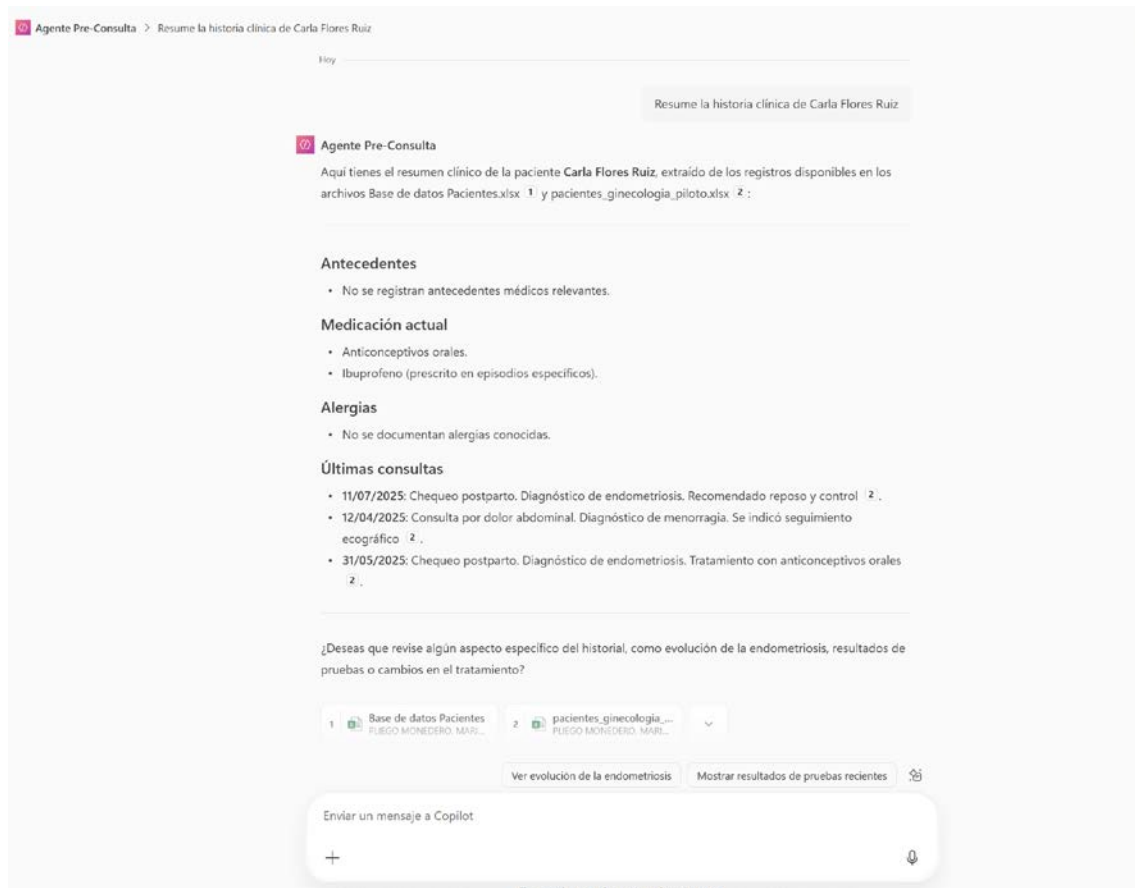 Agente Pre-Consulta > Resume la historia clínica de Carla Flores Ruiz
Hoy
Resume la historia clínica de Carla Flores Ruiz
Agente Pre-Consulta
Aquí tienes el resumen clínico de la paciente Carla Flores Ruiz, extraído de los registros disponibles en los
archivos Base de datos Pacientes.xlsx 1 y pacientes_ginecologia_piloto.xlsx 2 :
Antecedentes
• No se registran antecedentes médicos relevantes.
Medicación actual
• Anticonceptivos orales.
• Ibuprofeno (prescrito en episodios específicos).
Alergias
• No se documentan alergias conocidas.
Últimas consultas
• 11/07/2025: Chequeo postparto. Diagnóstico de endometriosis. Recomendado reposo y control 2 .
• 12/04/2025: Consulta por dolor abdominal. Diagnóstico de menorragia. Se indicó seguimiento
ecográfico 2 .
• 31/05/2025: Chequeo postparto. Diagnóstico de endometriosis. Tratamiento con anticonceptivos orales
2 .
¿Deseas que revise algún aspecto específico del historial, como evolución de la endometriosis, resultados de
pruebas o cambios en el tratamiento?
1 Base de datos Pacientes
PLIEGO MONEDERO, MARI...
2 pacientes_ginecologia_...
PLIEGO MONEDERO, MARI...
Ver evolución de la endometriosis
Mostrar resultados de pruebas recientes
Enviar un mensaje a Copilot